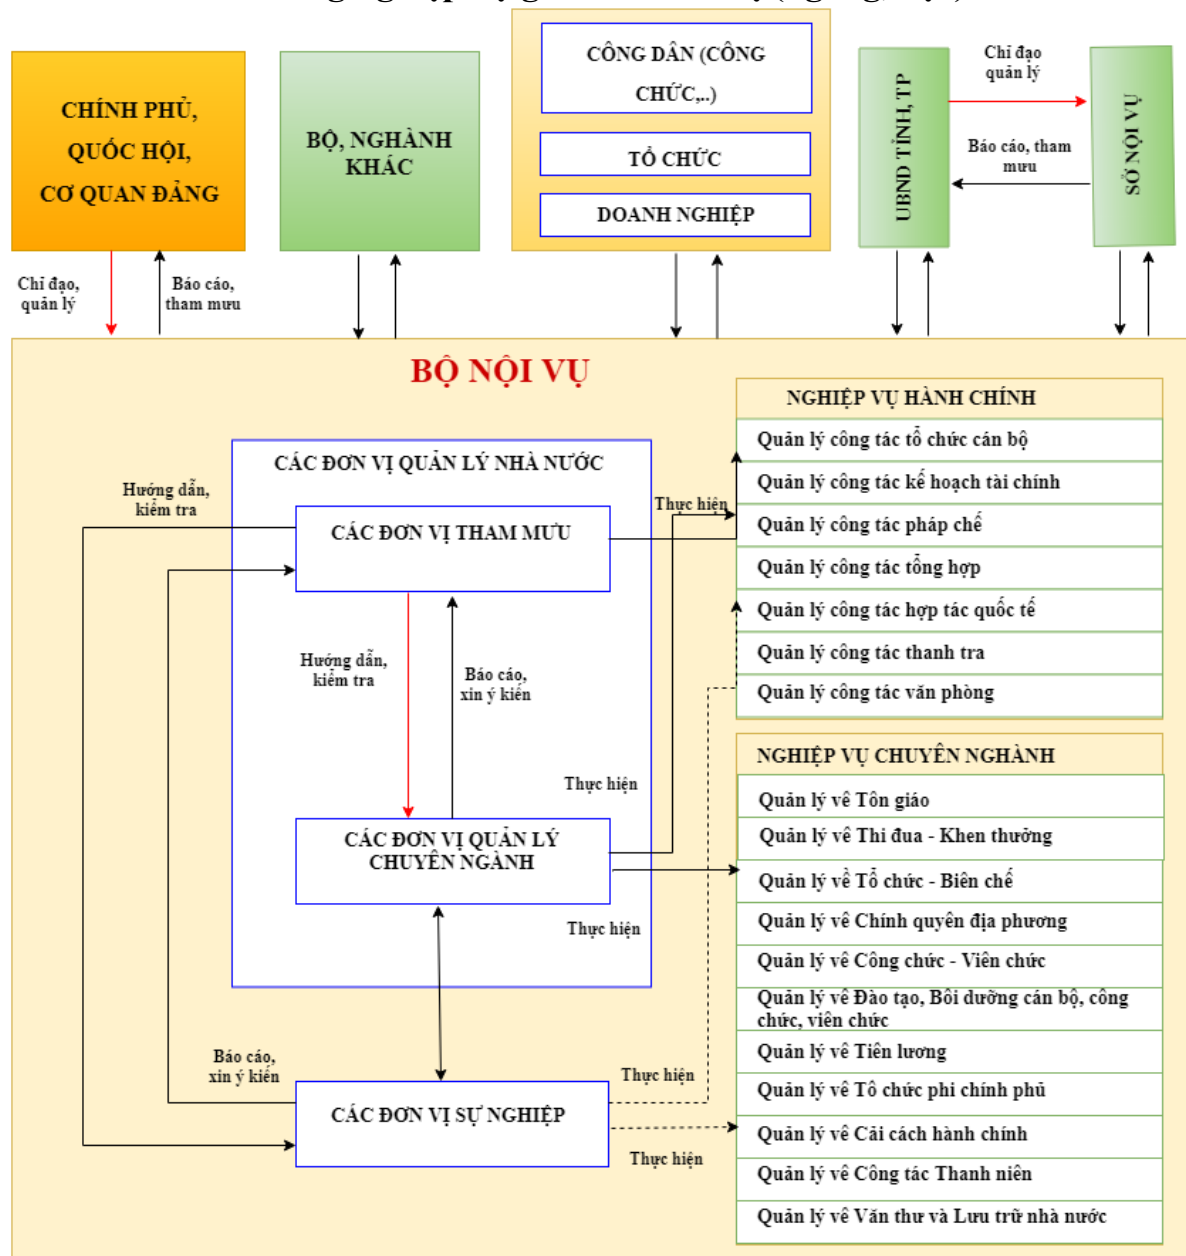 CHÍNH PHỦ,
QUỐC HỘI,
CƠ QUAN ĐẢNG
BỘ, NGHÀNH
KHÁC
CÔNG DÂN (CÔNG
CHỨC,..)
TỔ CHỨC
DOANH NGHIỆP
UBND TỈNH, TP
Chỉ đạo
quản lý
Báo cáo, tham
mưu
SỞ NỘI VỤ
Chỉ đạo,
quản lý
Báo cáo,
tham mưu
BỘ NỘI VỤ
CÁC ĐƠN VỊ QUẢN LÝ NHÀ NƯỚC
Hướng dẫn,
kiểm tra
CÁC ĐƠN VỊ THAM MƯU
Thực hiện
Hướng dẫn,
kiểm tra
Báo cáo,
xin ý kiến
Thực hiện
CÁC ĐƠN VỊ QUẢN LÝ
CHUYÊN NGÀNH
Thực hiện
Báo cáo,
xin ý kiến
Thực hiện
CÁC ĐƠN VỊ SỰ NGHIỆP
Thực hiện
NGHIỆP VỤ HÀNH CHÍNH
Quản lý công tác tổ chức cán bộ
Quản lý công tác kế hoạch tài chính
Quản lý công tác pháp chế
Quản lý công tác tổng hợp
Quản lý công tác hợp tác quốc tế
Quản lý công tác thanh tra
Quản lý công tác văn phòng
NGHIỆP VỤ CHUYÊN NGHÀNH
Quản lý về Tôn giáo
Quản lý về Thi đua - Khen thưởng
Quản lý về Tổ chức - Biên chế
Quản lý về Chính quyền địa phương
Quản lý về Công chức - Viên chức
Quản lý về Đào tạo, Bồi dưỡng cán bộ, công
chức, viên chức
Quản lý về Tiền lương
Quản lý về Tổ chức phi chính phủ
Quản lý về Cải cách hành chính
Quản lý về Công tác Thanh niên
Quản lý về Văn thư và Lưu trữ nhà nước